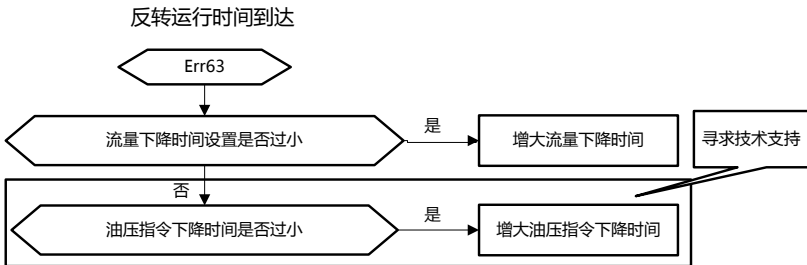 反转运行时间到达
Err63
流量下降时间设置是否过小
是
增大流量下降时间
寻求技术支持
否
油压指令下降时间是否过小
是
增大油压指令下降时间